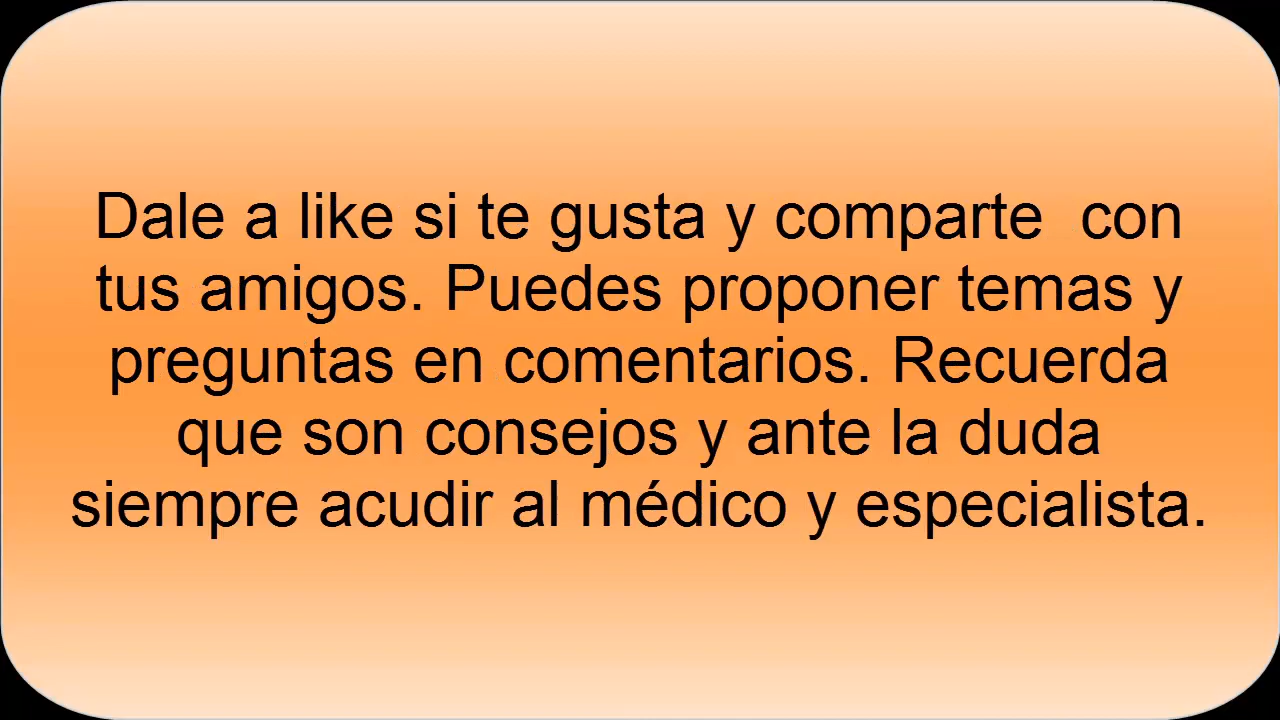 Dale a like si te gusta y comparte  con
tus amigos. Puedes proponer temas y
preguntas en comentarios. Recuerda
que son consejos y ante la duda
siempre acudir al médico y especialista.